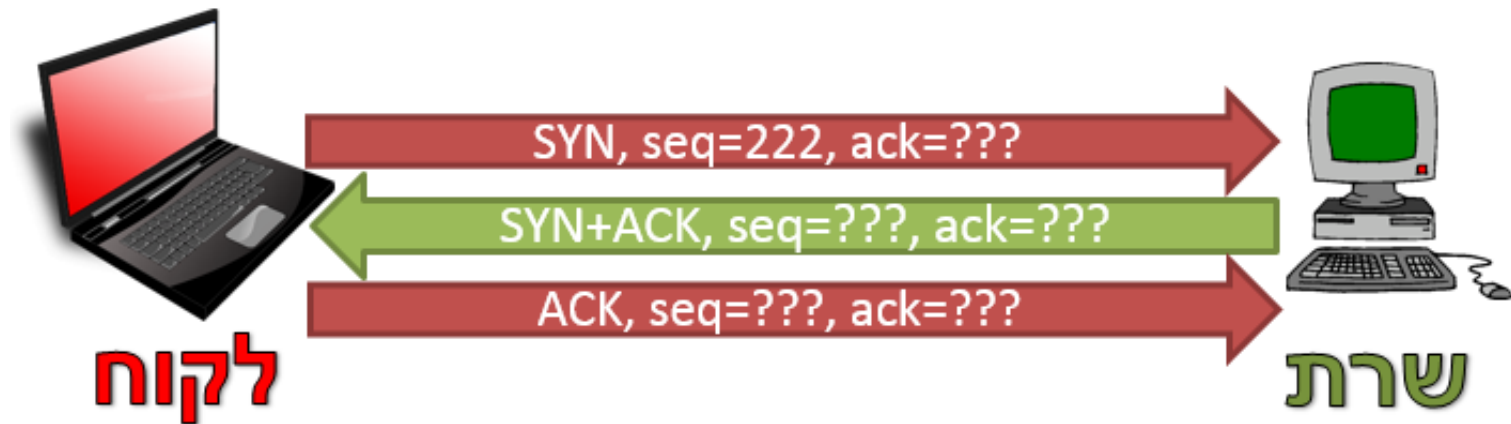 SYN, seq=222, ack=???
SYN+ACK, seq=???, ack=???
ACK, seq=???, ack=???
לקוח
שרת